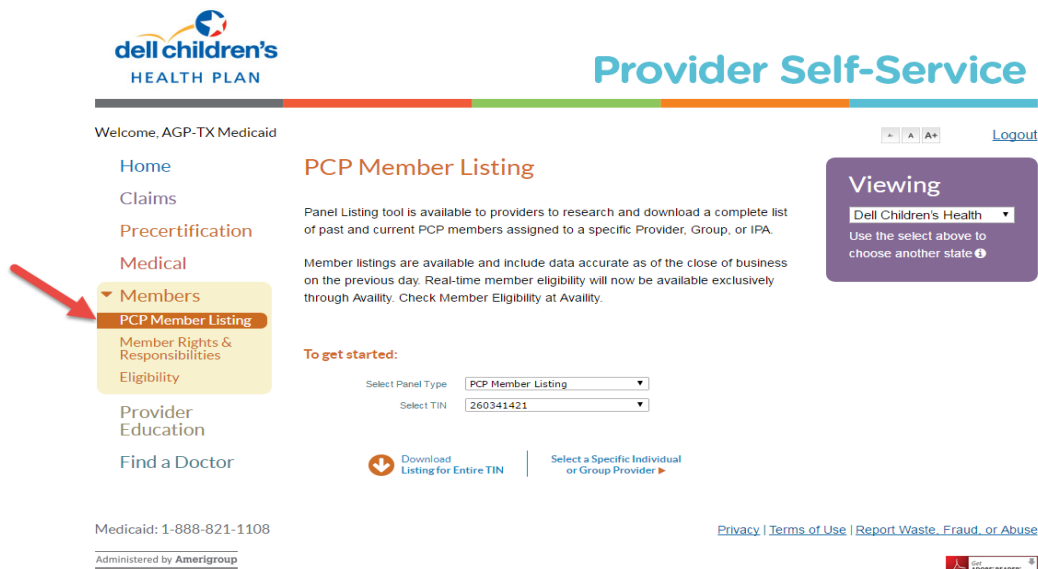 dell children's
HEALTH PLAN
Provider Self-Service
Welcome, AGP-TX Medicaid
A- A A+
Logout
Home
Claims
Precertification
Medical
Members
PCP Member Listing
Member Rights &
Responsibilities
Eligibility
Provider
Education
Find a Doctor
PCP Member Listing
Panel Listing tool is available to providers to research and download a complete list
of past and current PCP members assigned to a specific Provider, Group, or IPA.
Member listings are available and include data accurate as of the close of business
on the previous day. Real-time member eligibility will now be available exclusively
through Availity. Check Member Eligibility at Availity.
To get started:
Select Panel Type PCP Member Listing
Select TIN 260341421
Download
Listing for Entire TIN
Select a Specific Individual
or Group Provider
Viewing
Dell Children's Health
Use the select above to
choose another state
Medicaid: 1-888-821-1108
Privacy | Terms of Use | Report Waste, Fraud, or Abuse
Administered by Amerigroup
Get
ADOBE READER